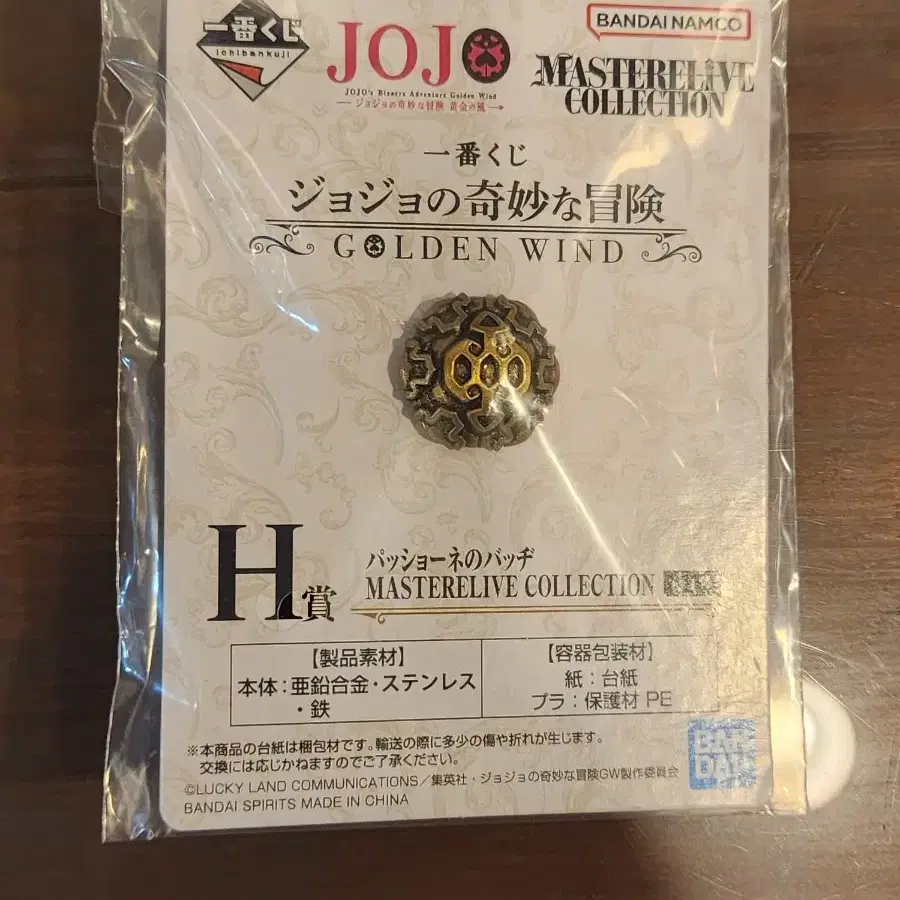 一番くじ
ichibankuji
JOJO
JOJO's Bizarre Adventure Golden Wind
ジョジョの奇妙な冒険 黄金の風
BANDAI NAMCO
MASTERELIVE
COLLECTION
一番くじ
ジョジョの奇妙な冒険
GOLDEN WIND
H賞
パッショーネのバッヂ
MASTERELIVE COLLECTION
【製品素材】
本体：亜鉛合金・ステンレス
・鉄
【容器包装材】
紙：台紙
プラ：保護材 PE
※本商品の台紙は梱包材です。輸送の際に多少の傷や折れが生じます。
交換には応じかねますのでご了承ください。
©LUCKY LAND COMMUNICATIONS／集英社・ジョジョの奇妙な冒険GW製作委員会
BANDAI SPIRITS MADE IN CHINA
BAN
DAI